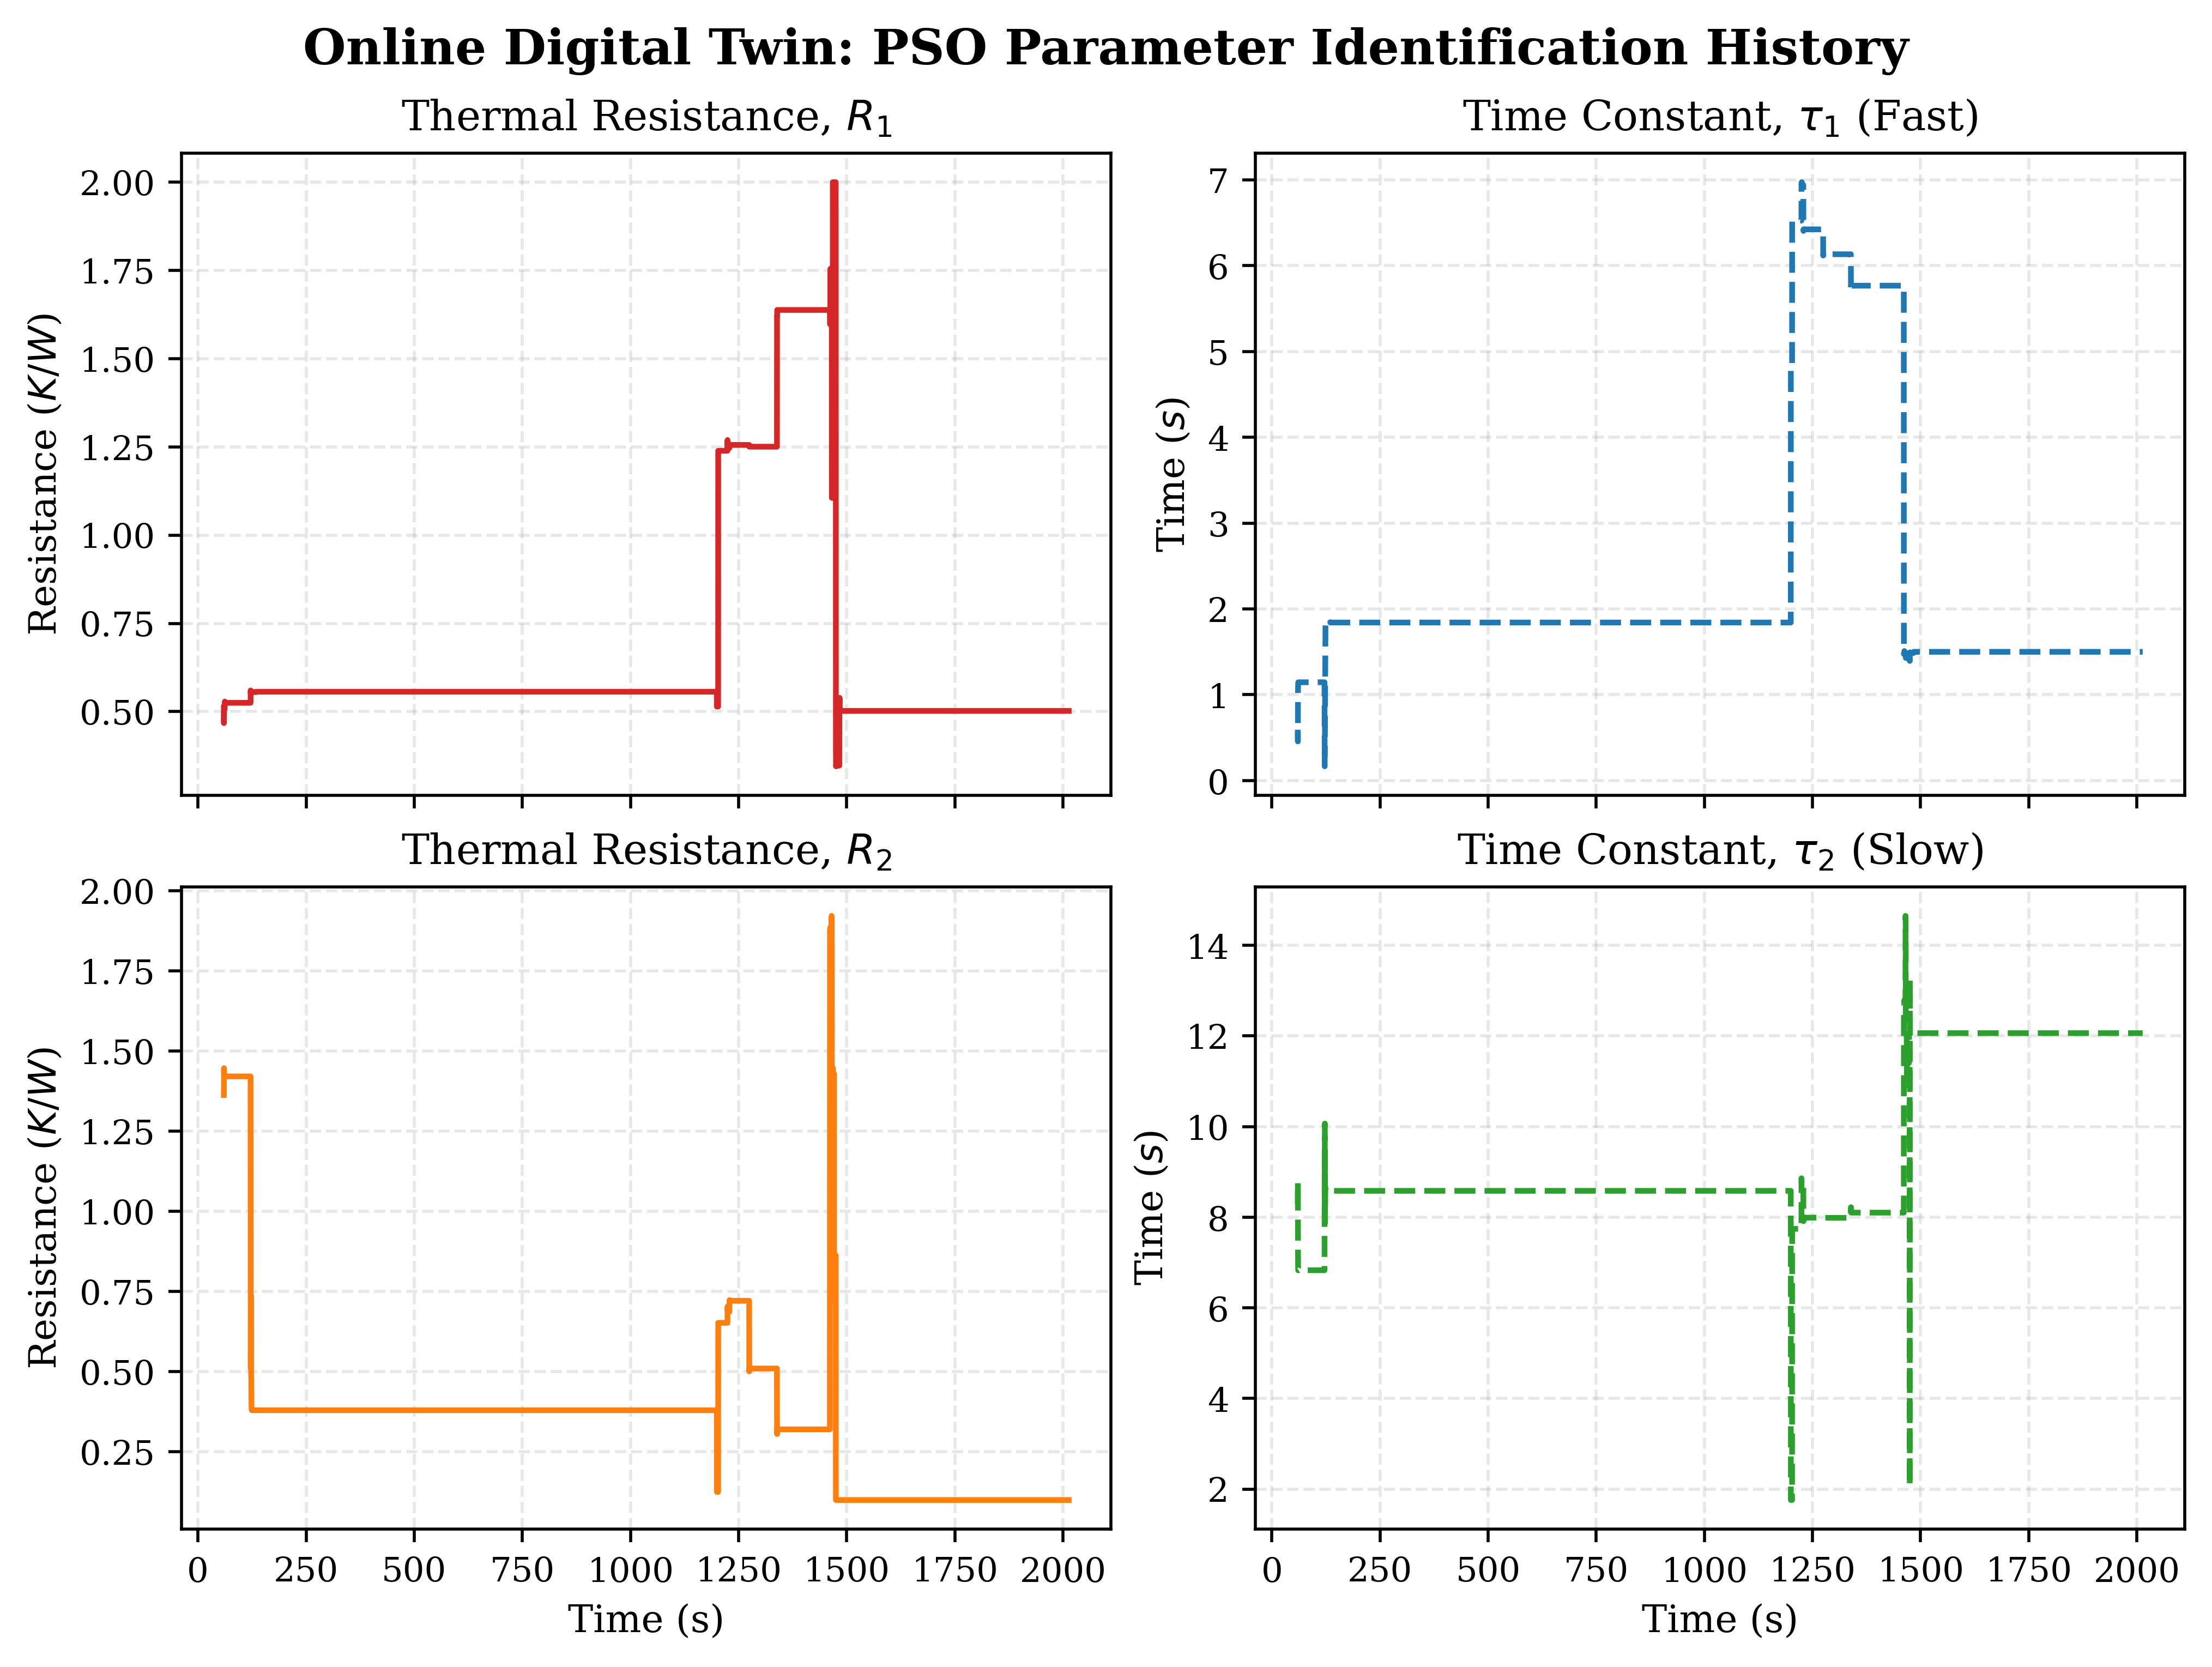 Online Digital Twin: PSO Parameter Identification History
Thermal Resistance, R₁
Resistance (K/W)
2.00
1.75
1.50
1.25
1.00
0.75
0.50
Time Constant, τ₁ (Fast)
Time (s)
7
6
5
4
3
2
1
0
Thermal Resistance, R₂
Resistance (K/W)
2.00
1.75
1.50
1.25
1.00
0.75
0.50
0.25
0 250 500 750 1000 1250 1500 1750 2000
Time (s)
Time Constant, τ₂ (Slow)
Time (s)
14
12
10
8
6
4
2
0 250 500 750 1000 1250 1500 1750 2000
Time (s)